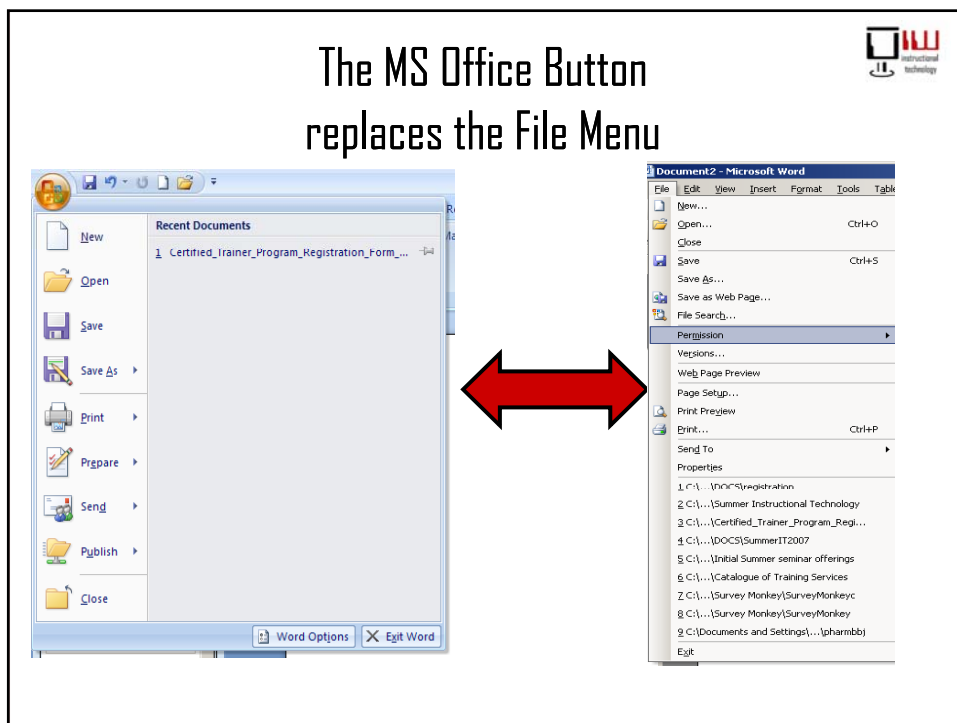 The MS Office Button
replaces the File Menu
instructional
technology
New
Open
Save
Save As
Print
Prepare
Send
Publish
Close
Recent Documents
1 Certified_Trainer_Program_Registration_Form_...
Word Options
Exit Word
Document2 - Microsoft Word
File Edit View Insert Format Tools Table
New...
Open... Ctrl+O
Close
Save Ctrl+S
Save As...
Save as Web Page...
File Search...
Permission
Versions...
Web Page Preview
Page Setup...
Print Preview
Print... Ctrl+P
Send To
Properties
1 C:\...\DOCS\registration
2 C:\...\Summer Instructional Technology
3 C:\...\Certified_Trainer_Program_Regi...
4 C:\...\DOCS\SummerIT2007
5 C:\...\Initial Summer seminar offerings
6 C:\...\Catalogue of Training Services
7 C:\...\Survey Monkey\SurveyMonkeyc
8 C:\...\Survey Monkey\SurveyMonkey
9 C:\Documents and Settings\...\pharmbbj
Exit